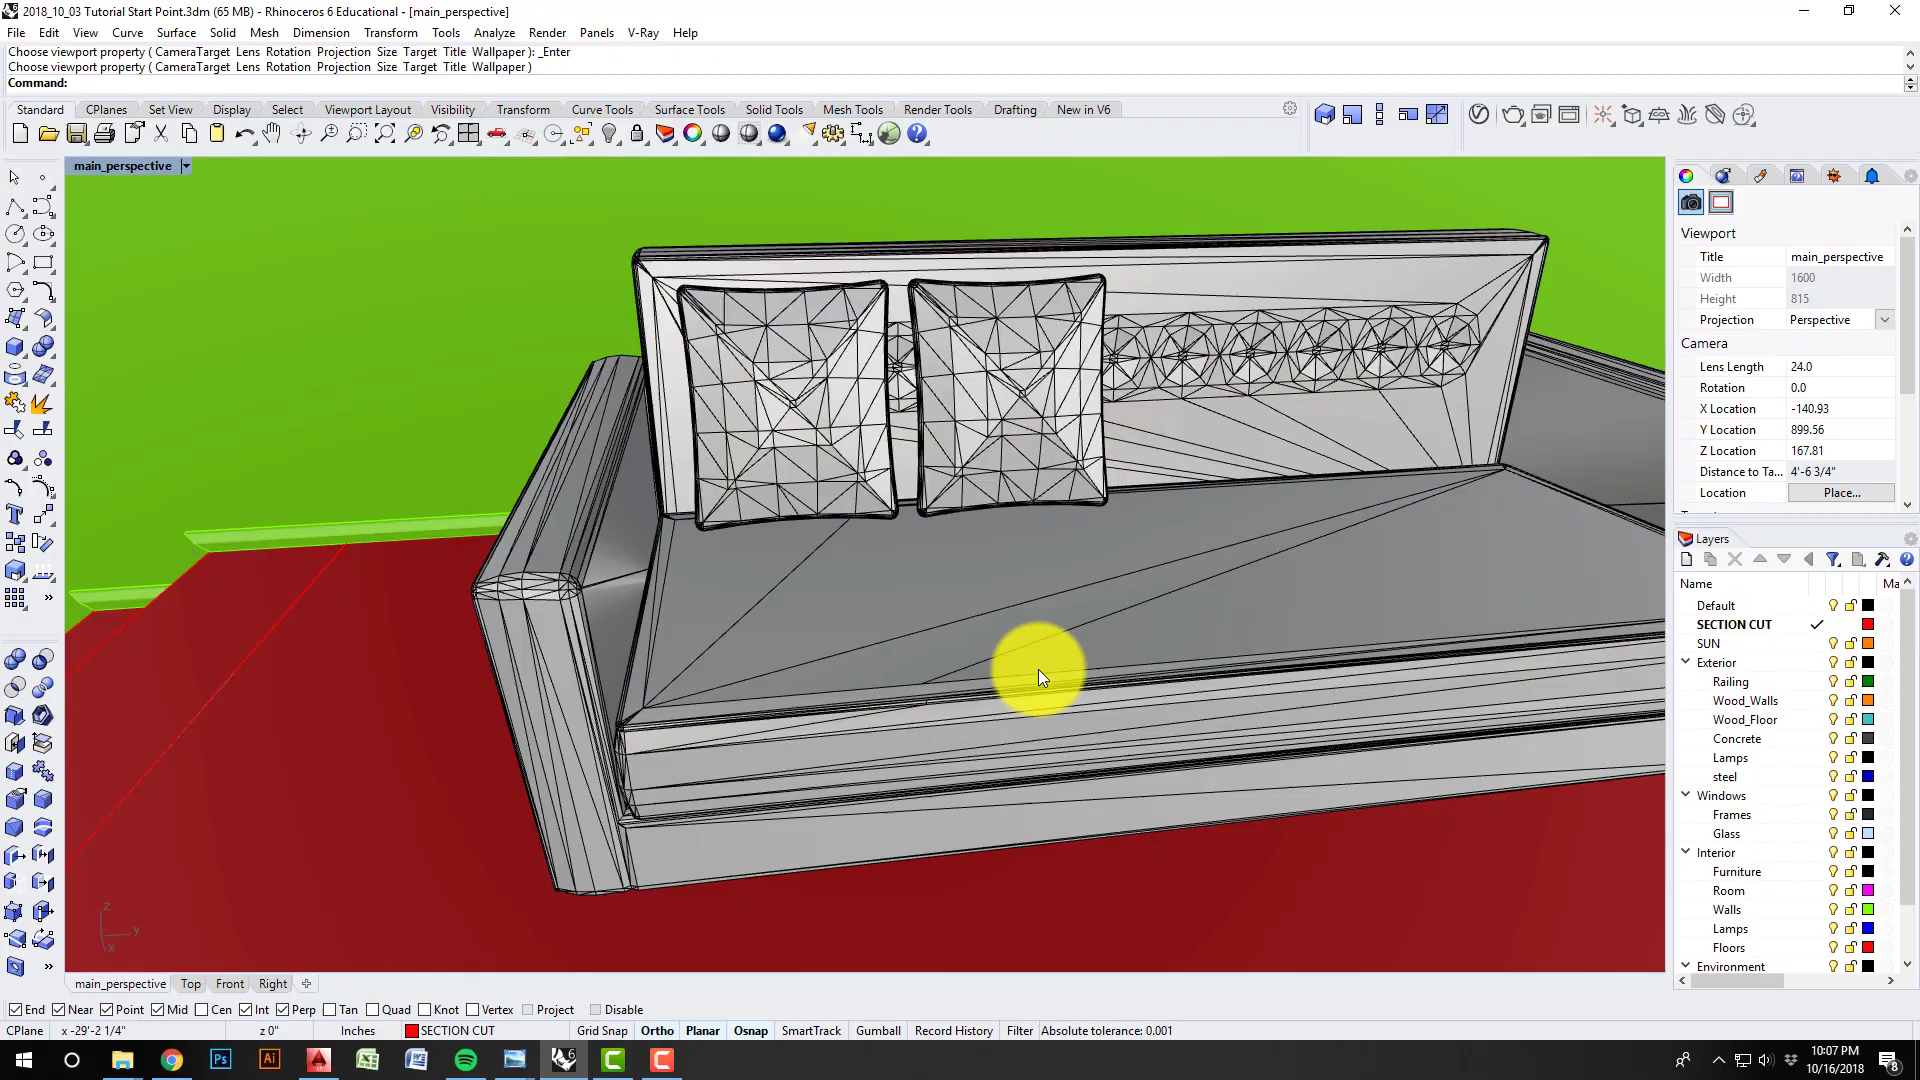 2018_10_03 Tutorial Start Point.3dm (65 MB) - Rhinoceros 6 Educational - [main_perspective]
File Edit View Curve Surface Solid Mesh Dimension Transform Tools Analyze Render Panels V-Ray Help
Choose viewport property ( CameraTarget Lens Rotation Projection Size Target Title Wallpaper ): _Enter
Choose viewport property ( CameraTarget Lens Rotation Projection Size Target Title Wallpaper )
Command:
Standard CPlanes Set View Display Select Viewport Layout Visibility Transform Curve Tools Surface Tools Solid Tools Mesh Tools Render Tools Drafting New in V6
main_perspective
Viewport
Title main_perspective
Width 1600
Height 815
Projection Perspective
Camera
Lens Length 24.0
Rotation 0.0
X Location -140.93
Y Location 899.56
Z Location 167.81
Distance to Ta... 4'-6 3/4"
Location Place...
Layers
Name Ma
Default
SECTION CUT
SUN
Exterior
Railing
Wood_Walls
Wood_Floor
Concrete
Lamps
steel
Windows
Frames
Glass
Interior
Furniture
Room
Walls
Lamps
Floors
Environment
z
y
x
main_perspective Top Front Right
End Near Point Mid Cen Int Perp Tan Quad Knot Vertex Project Disable
CPlane x -29'-2 1/4" z 0" Inches SECTION CUT Grid Snap Ortho Planar Osnap SmartTrack Gumball Record History Filter Absolute tolerance: 0.001
Ps Ai 6
10:07 PM
10/16/2018
8